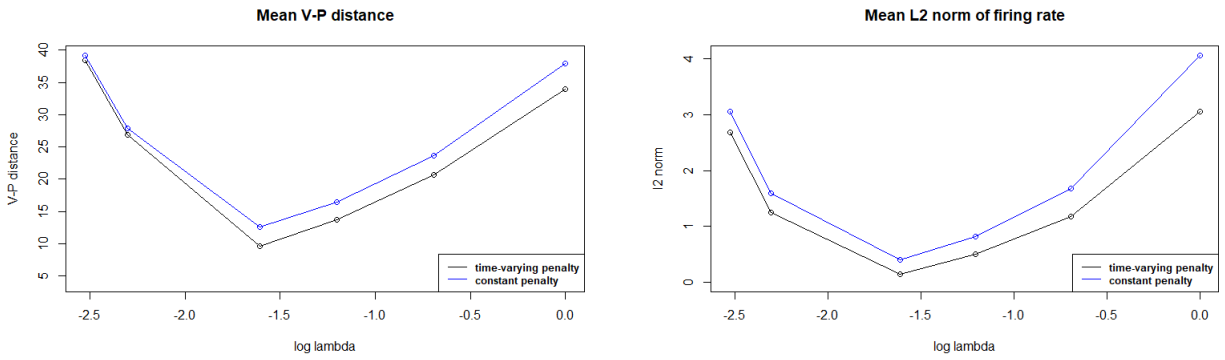 Mean V-P distance
V-P distance
40
35
30
25
20
15
10
5
-2.5 -2.0 -1.5 -1.0 -0.5 0.0
log lambda
time-varying penalty
constant penalty
Mean L2 norm of firing rate
l2 norm
4
3
2
1
0
-2.5 -2.0 -1.5 -1.0 -0.5 0.0
log lambda
time-varying penalty
constant penalty